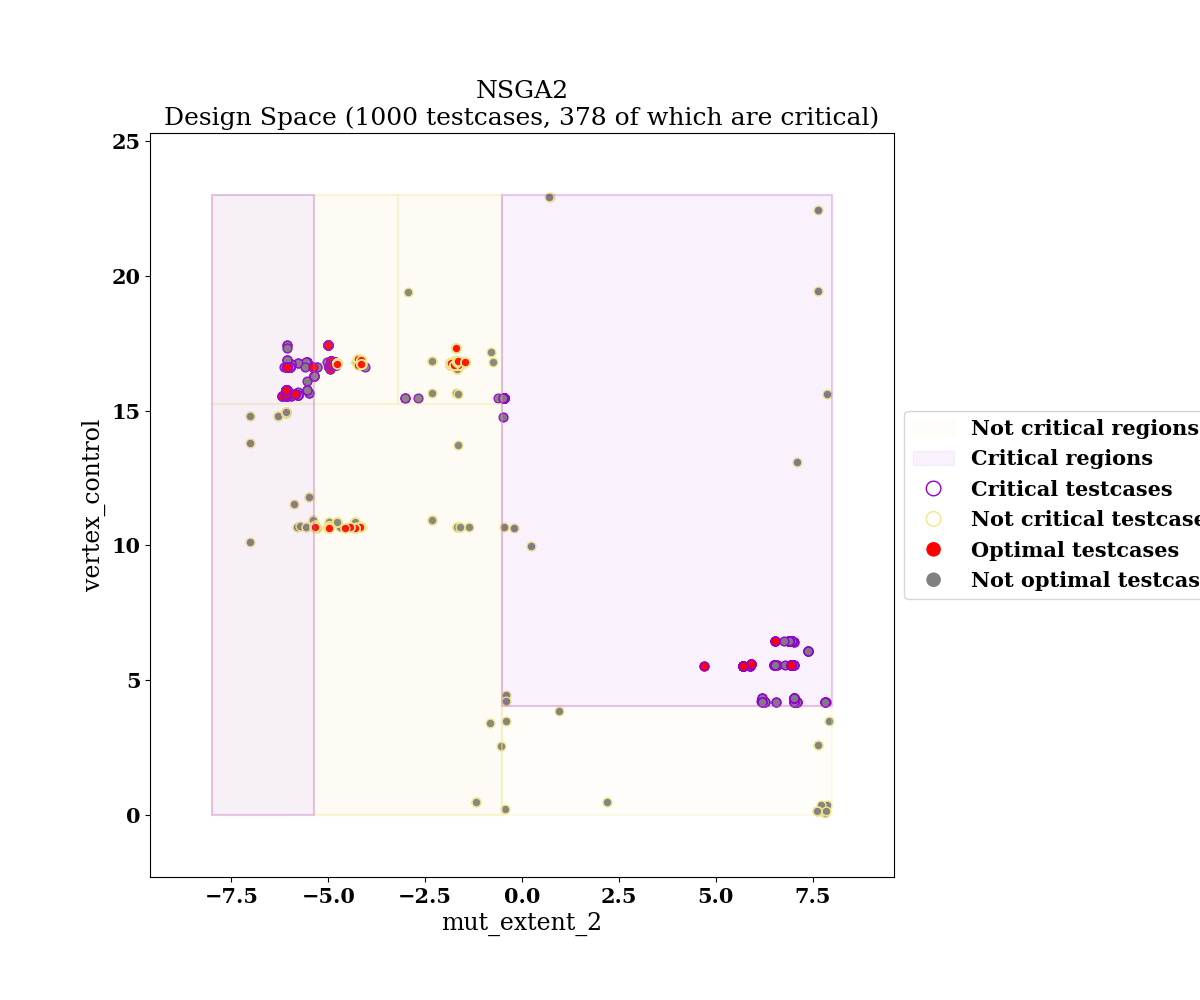 NSGA2
Design Space (1000 testcases, 378 of which are critical)
25
20
15
10
5
0
vertex_control
−7.5 −5.0 −2.5 0.0 2.5 5.0 7.5
mut_extent_2
Not critical regions
Critical regions
Critical testcases
Not critical testcase
Optimal testcases
Not optimal testcas